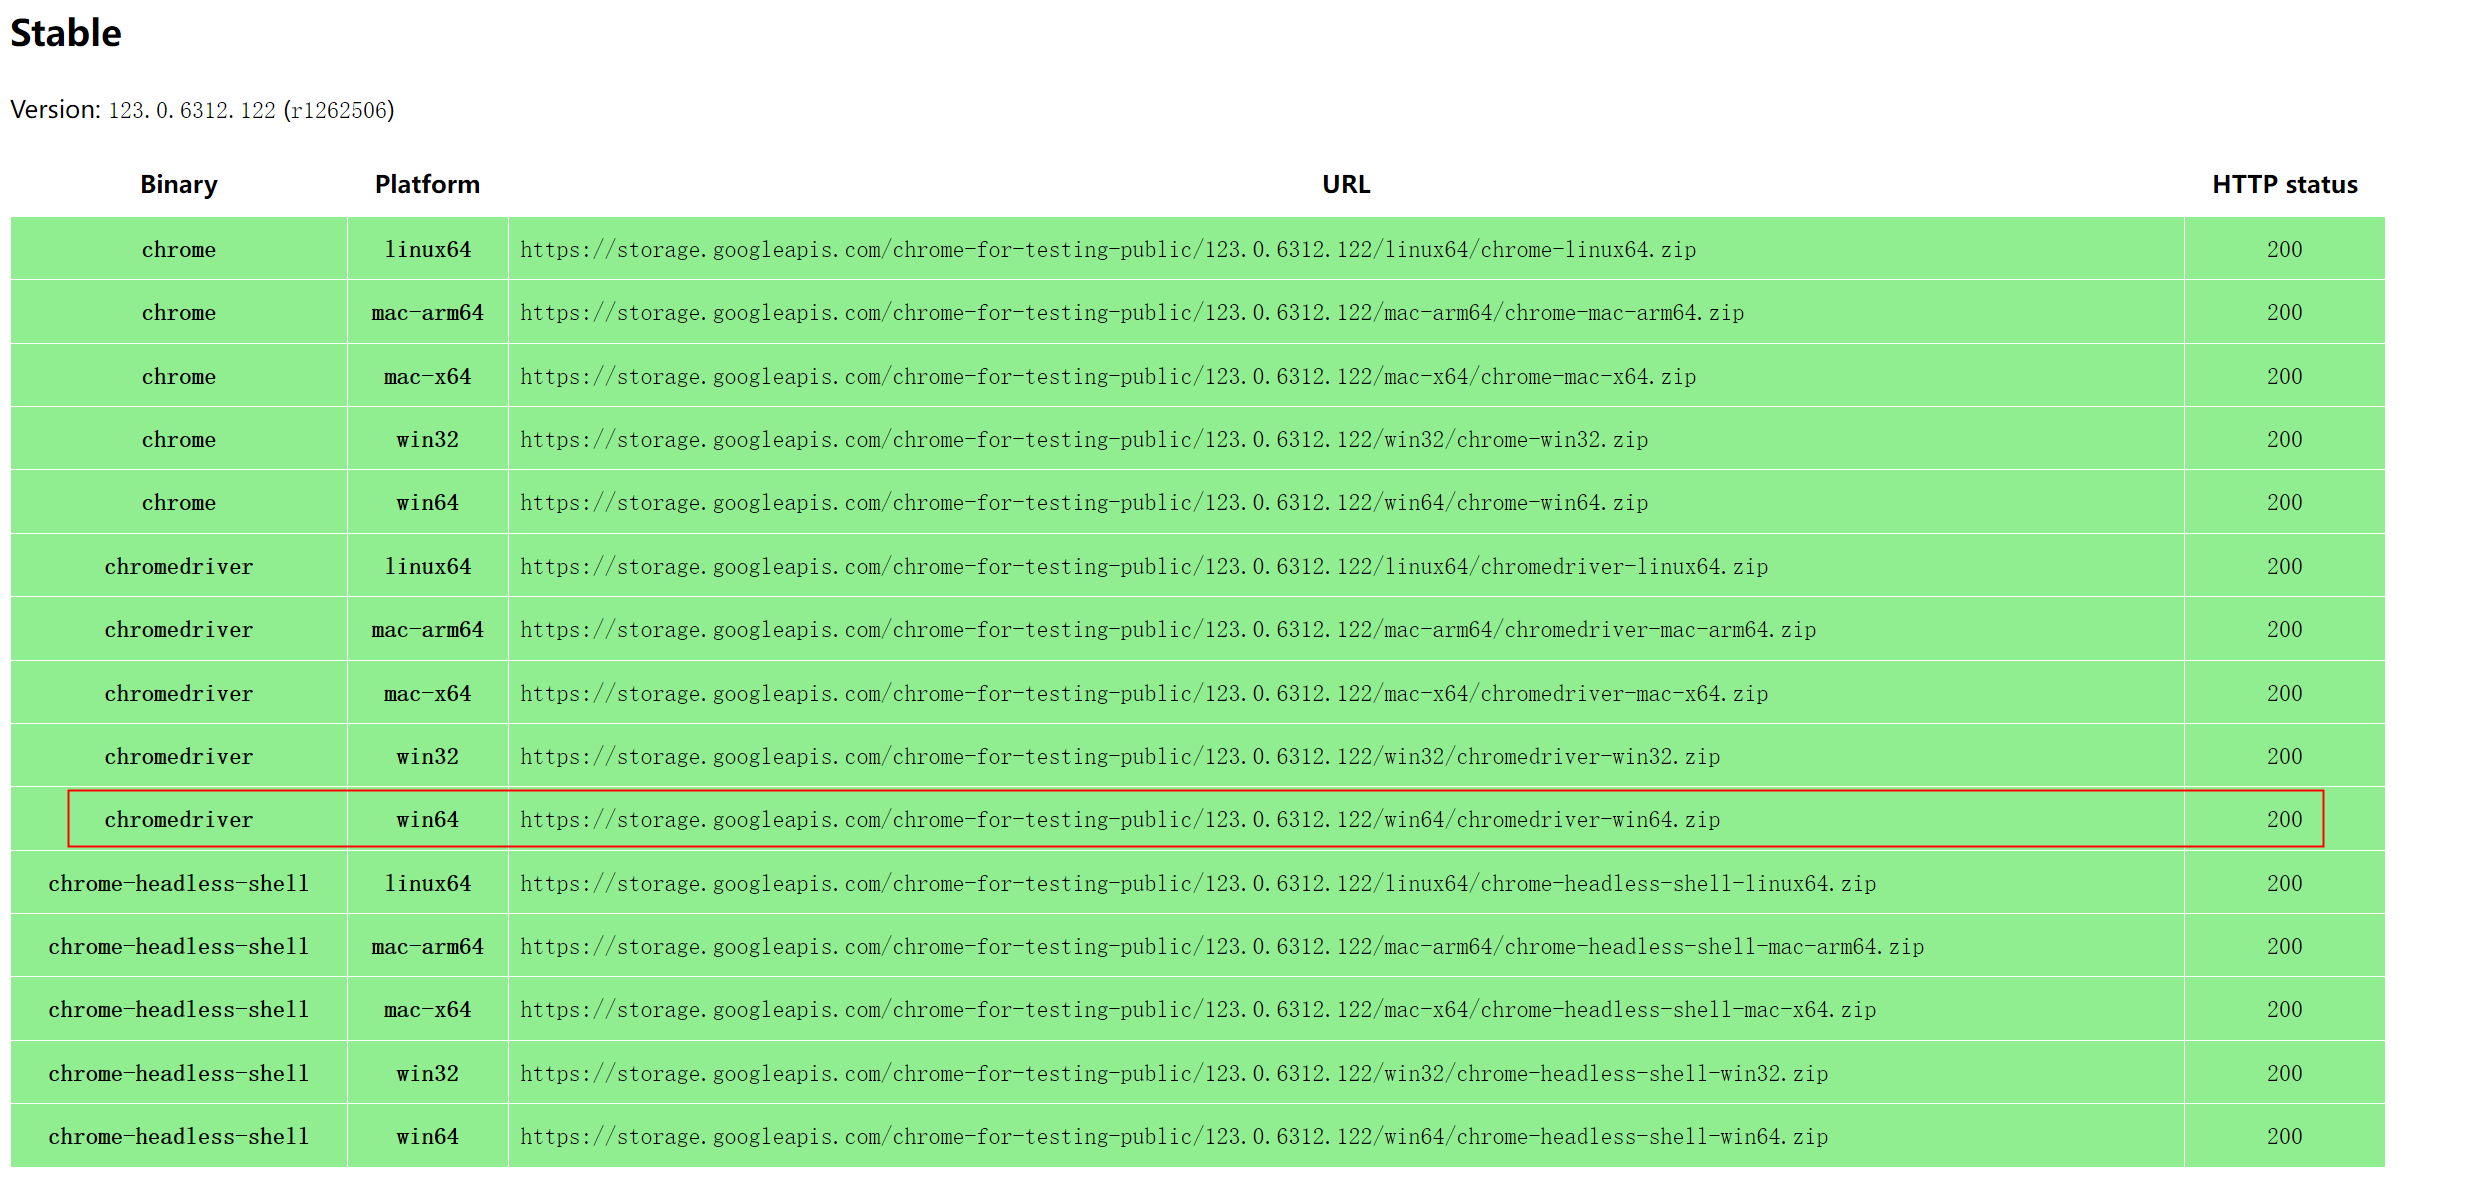 Stable
Version: 123.0.6312.122 (r1262506)
Binary Platform URL HTTP status
chrome linux64 https://storage.googleapis.com/chrome-for-testing-public/123.0.6312.122/linux64/chrome-linux64.zip 200
chrome mac-arm64 https://storage.googleapis.com/chrome-for-testing-public/123.0.6312.122/mac-arm64/chrome-mac-arm64.zip 200
chrome mac-x64 https://storage.googleapis.com/chrome-for-testing-public/123.0.6312.122/mac-x64/chrome-mac-x64.zip 200
chrome win32 https://storage.googleapis.com/chrome-for-testing-public/123.0.6312.122/win32/chrome-win32.zip 200
chrome win64 https://storage.googleapis.com/chrome-for-testing-public/123.0.6312.122/win64/chrome-win64.zip 200
chromedriver linux64 https://storage.googleapis.com/chrome-for-testing-public/123.0.6312.122/linux64/chromedriver-linux64.zip 200
chromedriver mac-arm64 https://storage.googleapis.com/chrome-for-testing-public/123.0.6312.122/mac-arm64/chromedriver-mac-arm64.zip 200
chromedriver mac-x64 https://storage.googleapis.com/chrome-for-testing-public/123.0.6312.122/mac-x64/chromedriver-mac-x64.zip 200
chromedriver win32 https://storage.googleapis.com/chrome-for-testing-public/123.0.6312.122/win32/chromedriver-win32.zip 200
chromedriver win64 https://storage.googleapis.com/chrome-for-testing-public/123.0.6312.122/win64/chromedriver-win64.zip 200
chrome-headless-shell linux64 https://storage.googleapis.com/chrome-for-testing-public/123.0.6312.122/linux64/chrome-headless-shell-linux64.zip 200
chrome-headless-shell mac-arm64 https://storage.googleapis.com/chrome-for-testing-public/123.0.6312.122/mac-arm64/chrome-headless-shell-mac-arm64.zip 200
chrome-headless-shell mac-x64 https://storage.googleapis.com/chrome-for-testing-public/123.0.6312.122/mac-x64/chrome-headless-shell-mac-x64.zip 200
chrome-headless-shell win32 https://storage.googleapis.com/chrome-for-testing-public/123.0.6312.122/win32/chrome-headless-shell-win32.zip 200
chrome-headless-shell win64 https://storage.googleapis.com/chrome-for-testing-public/123.0.6312.122/win64/chrome-headless-shell-win64.zip 200